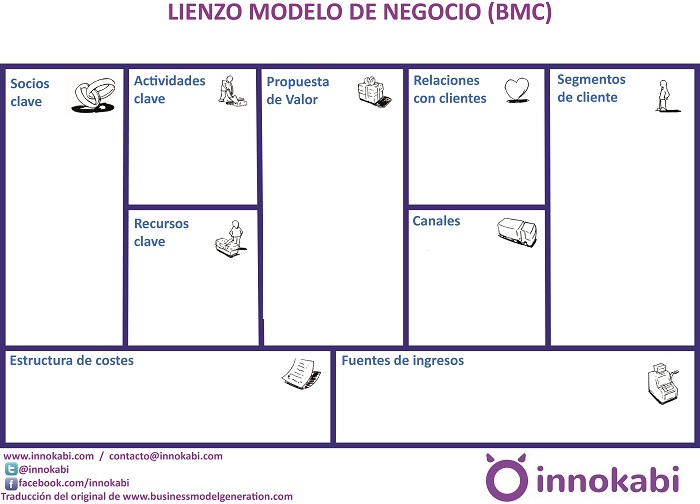 LIENZO MODELO DE NEGOCIO (BMC)
Socios
clave
Actividades
clave
Recursos
clave
Propuesta
de Valor
Relaciones
con clientes
Canales
Segmentos
de cliente
Estructura de costes
Fuentes de ingresos
www.innokabi.com / contacto@innokabi.com
@innokabi
facebook.com/innokabi
Traducción del original de www.businessmodelgeneration.com
innokabi